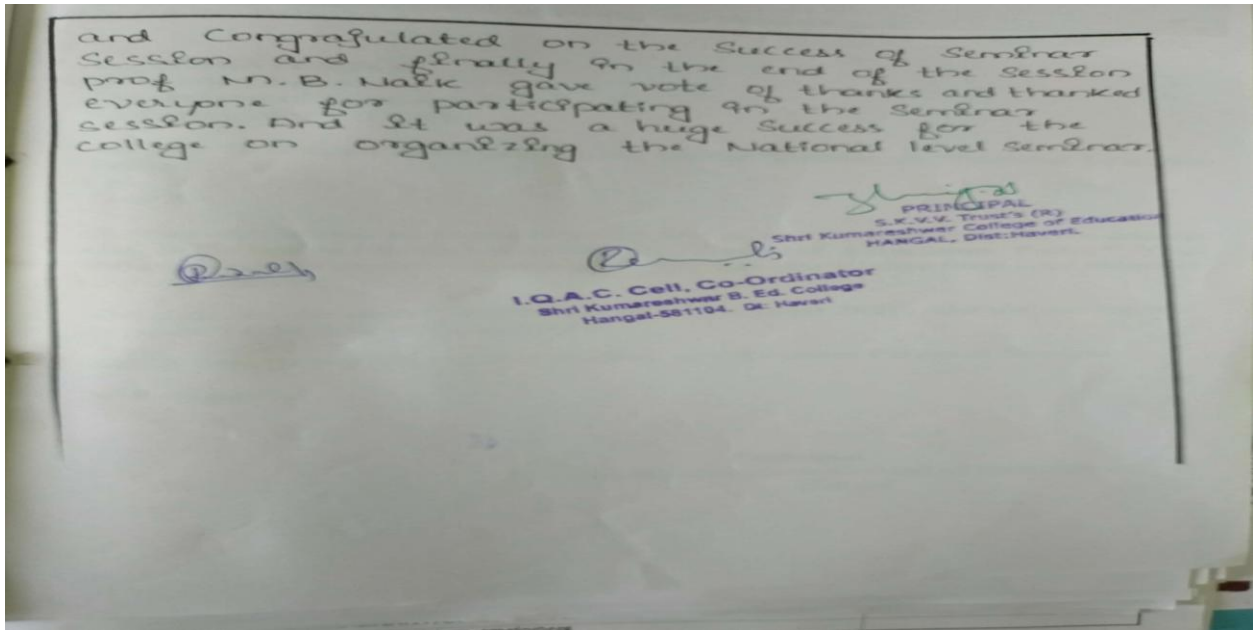 and Congrafulated on the Success of Seminar
Session and finally in the end of the Session
prof M. B. Naik gave vote of thanks and thanked
everyone for participating in the Seminar
session. And it was a huge Success for the
college on organizing the National level Seminar.
PRINCIPAL
S.K.V.V. Trust's (R)
Shri Kumareshwar College of Education
HANGAL, Dist:Haveri.
I.Q.A.C. Cell, Co-Ordinator
Shri Kumareshwar B. Ed. College
Hangal-581104. Dt: Haveri